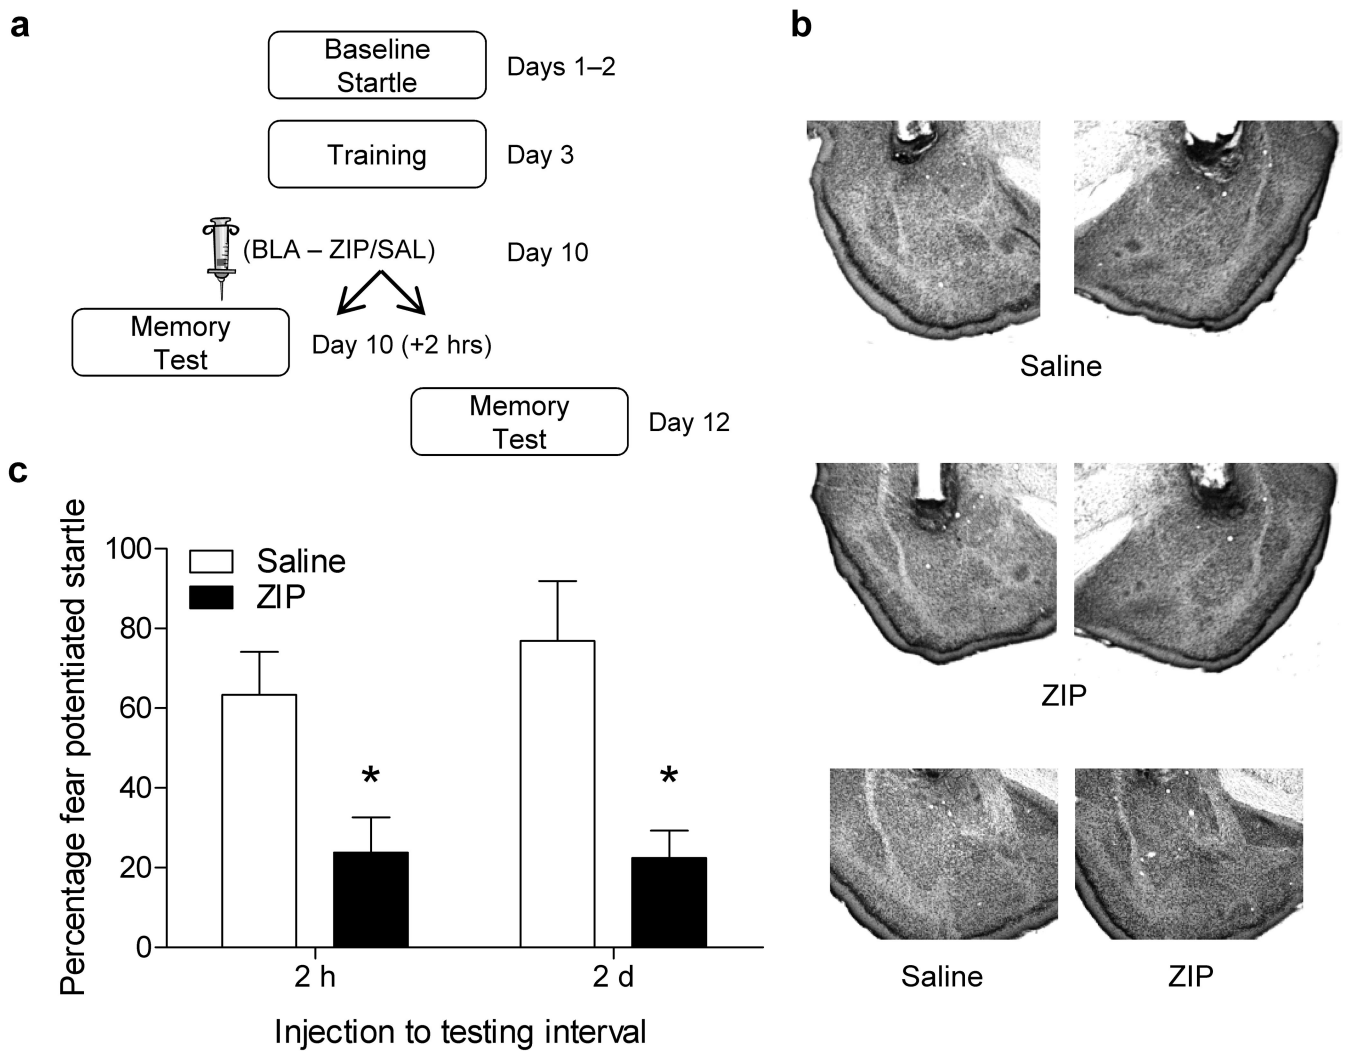 a
Baseline
Startle
Days 1–2
Training
Day 3
(BLA – ZIP/SAL)
Day 10
Memory
Test
Day 10 (+2 hrs)
Memory
Test
Day 12
b
Saline
ZIP
Saline
ZIP
c
Percentage fear potentiated startle
100
80
60
40
20
0
Saline
ZIP
*
*
2 h
2 d
Injection to testing interval